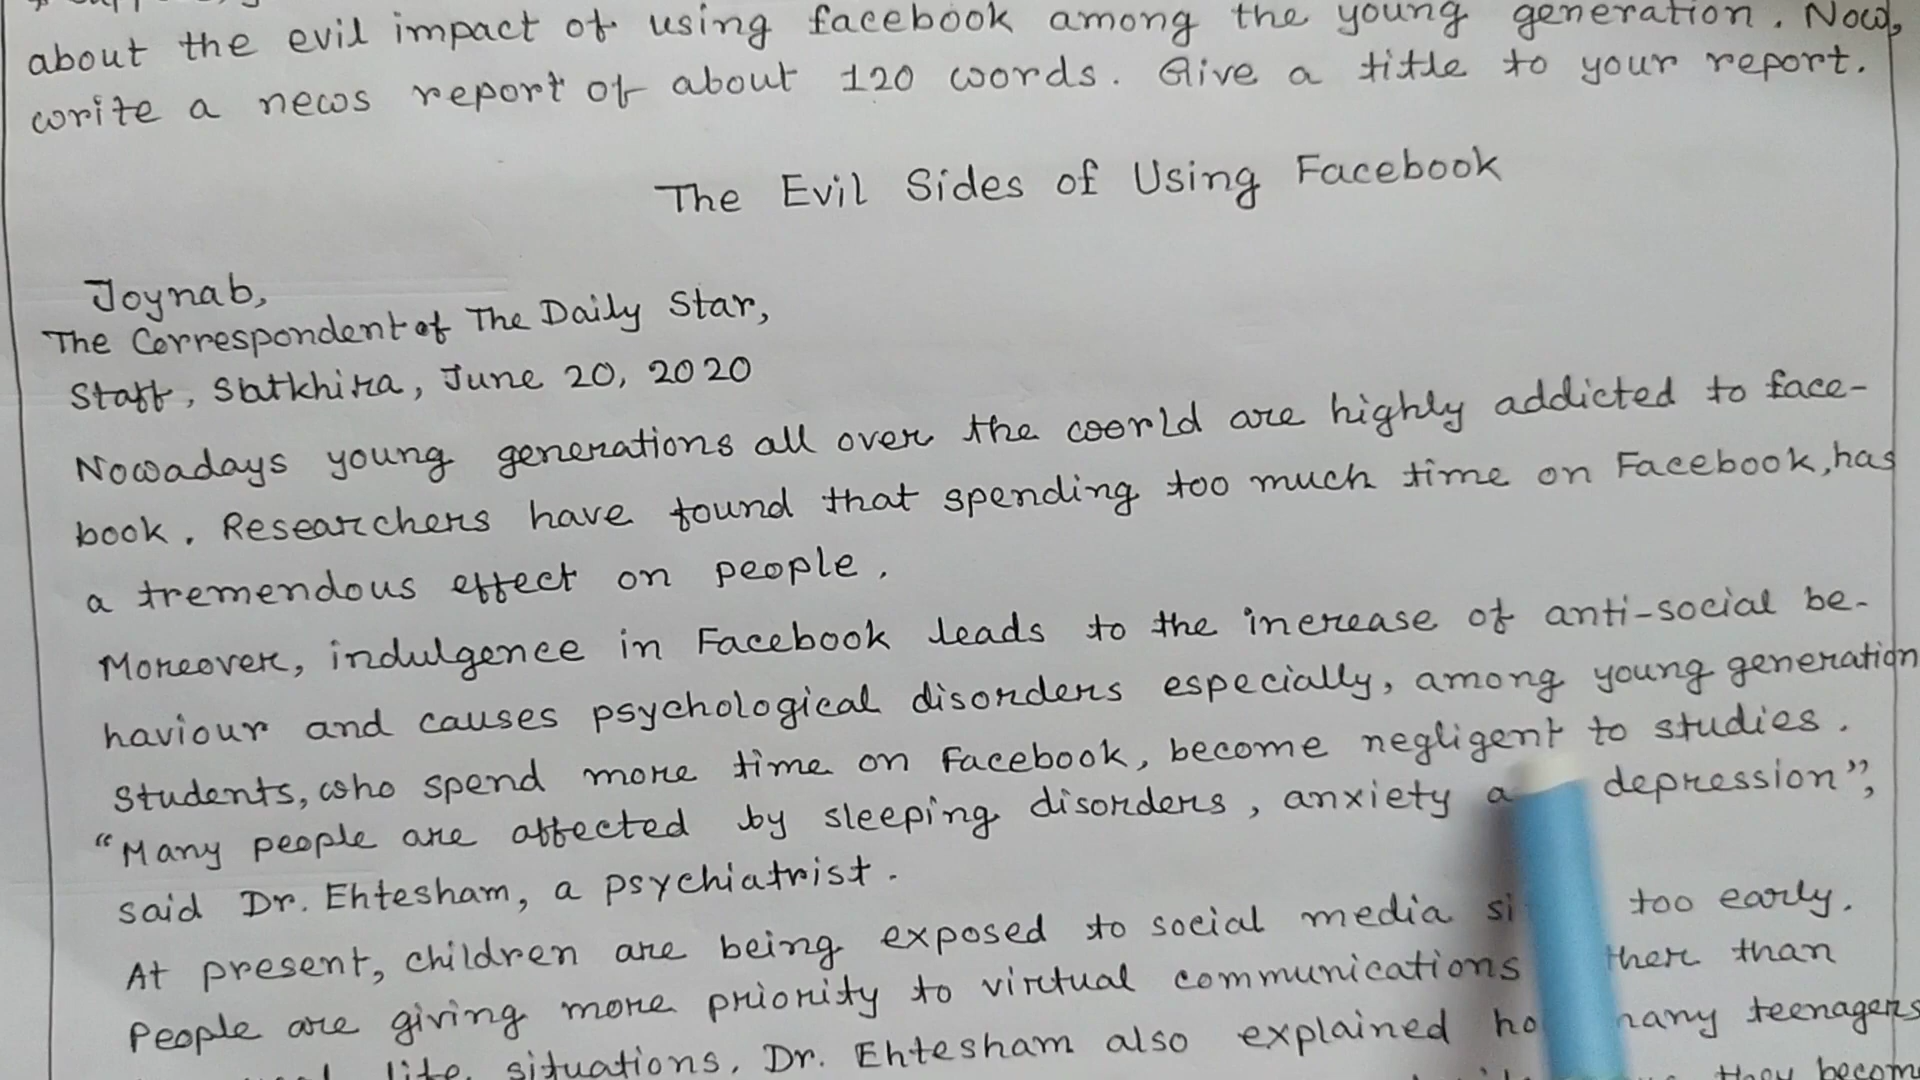 about the evil impact of using facebook among the young generation. Now,
write a news report of about 120 words. Give a title to your report.
The Evil Sides of Using Facebook
Joynab,
The Correspondent of The Daily Star,
Staff, Satkhira, June 20, 2020
Nowadays young generations all over the world are highly addicted to face-
book. Researchers have found that spending too much time on Facebook, has
a tremendous effect on people.
Moreover, indulgence in Facebook leads to the increase of anti-social be-
haviour and causes psychological disorders especially, among young generation
Students, who spend more time on Facebook, become negligent to studies.
"Many people are affected by sleeping disorders, anxiety a depression",
said Dr. Ehtesham, a psychiatrist.
At present, children are being exposed to social media si too early.
People are giving more priority to virtual communications ther than
life situations. Dr. Ehtesham also explained ho many teenagers
they becom